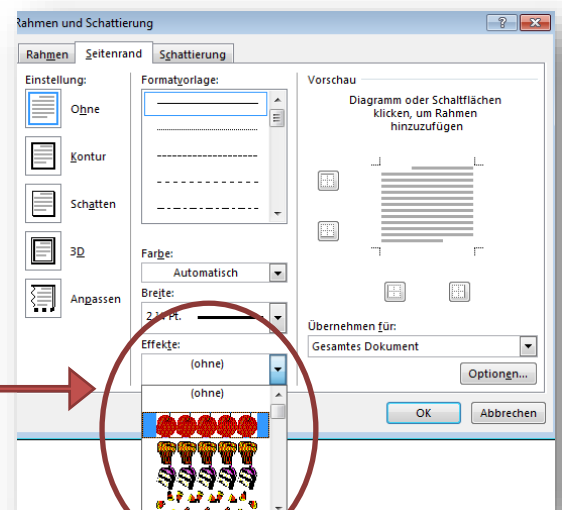 Rahmen und Schattierung
Rahmen Seitenrand Schattierung
Einstellung:
Ohne
Kontur
Schatten
3D
Anpassen
Formatvorlage:
Farbe:
Automatisch
Breite:
Pt.
Effekte:
(ohne)
(ohne)
Vorschau
Diagramm oder Schaltflächen
klicken, um Rahmen
hinzuzufügen
Übernehmen für:
Gesamtes Dokument
Optionen...
OK Abbrechen